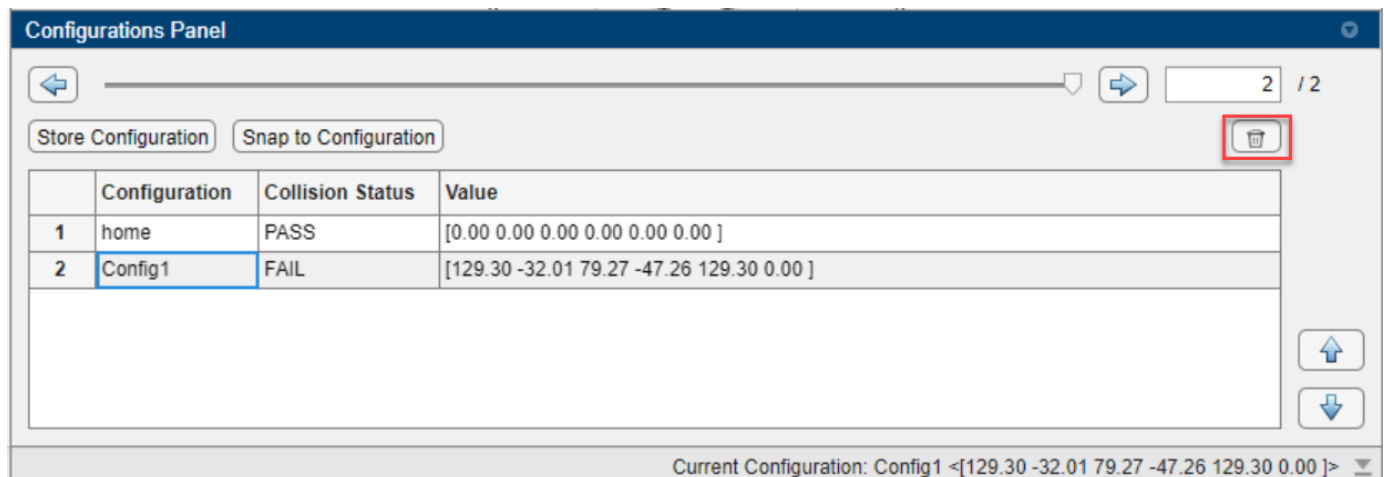 Configurations Panel
2 / 2
Store Configuration Snap to Configuration
Configuration Collision Status Value
1 home PASS [0.00 0.00 0.00 0.00 0.00 0.00 ]
2 Config1 FAIL [129.30 -32.01 79.27 -47.26 129.30 0.00 ]
Current Configuration: Config1 <[129.30 -32.01 79.27 -47.26 129.30 0.00 ]>